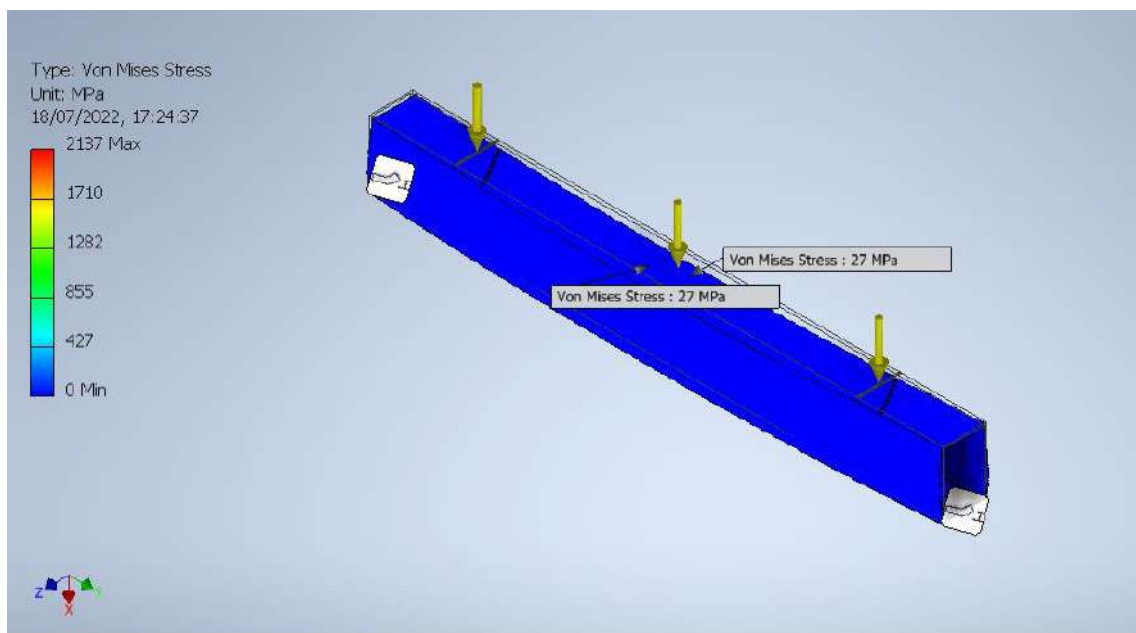 Type: Von Mises Stress
Unit: MPa
18/07/2022, 17:24:37
2137 Max
1710
1282
855
427
0 Min
Von Mises Stress : 27 MPa
Von Mises Stress : 27 MPa
Z
Y
X